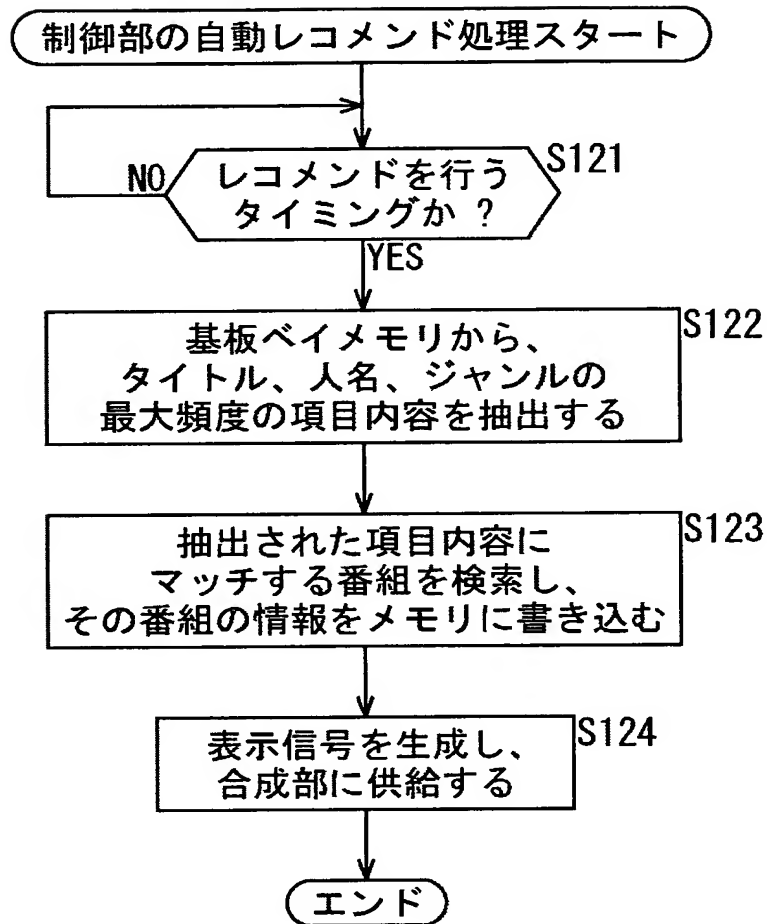 制御部の自動レコメンド処理スタート
S121
レコメンドを行う
タイミングか ?
NO
YES
S122
基板ベイメモリから、
タイトル、人名、ジャンルの
最大頻度の項目内容を抽出する
S123
抽出された項目内容に
マッチする番組を検索し、
その番組の情報をメモリに書き込む
S124
表示信号を生成し、
合成部に供給する
エンド